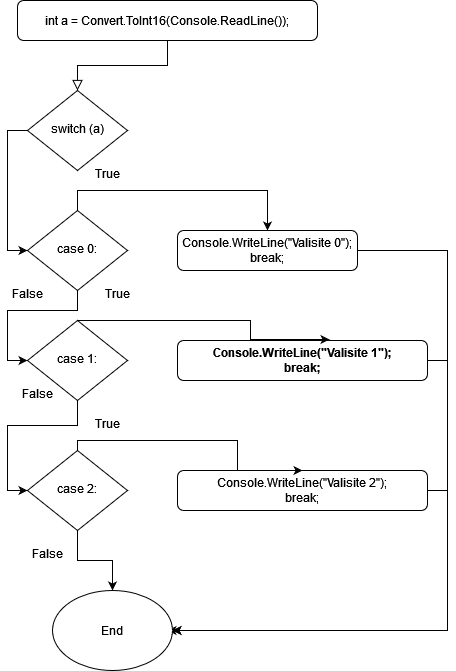 int a = Convert.ToInt16(Console.ReadLine());
switch (a)
True
case 0:
Console.WriteLine("Valisite 0");
break;
False
True
case 1:
Console.WriteLine("Valisite 1");
break;
False
True
case 2:
Console.WriteLine("Valisite 2");
break;
False
End